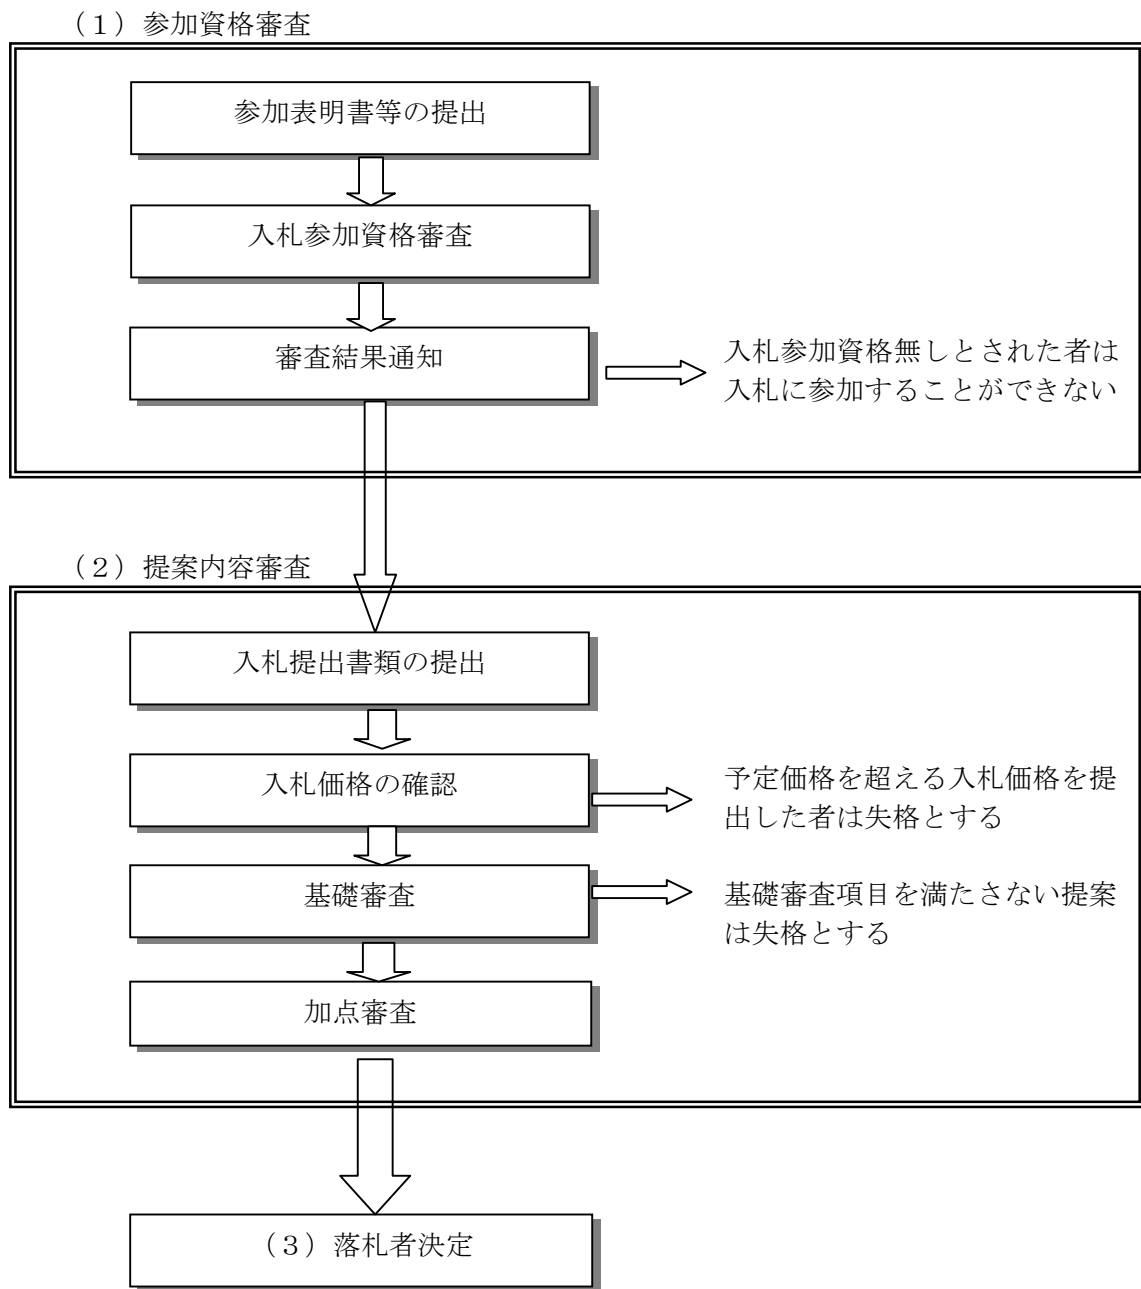 （１）参加資格審査
参加表明書等の提出
入札参加資格審査
審査結果通知
入札参加資格無しとされた者は
入札に参加することができない
（２）提案内容審査
入札提出書類の提出
入札価格の確認
予定価格を超える入札価格を提
出した者は失格とする
基礎審査
基礎審査項目を満たさない提案
は失格とする
加点審査
（３）落札者決定